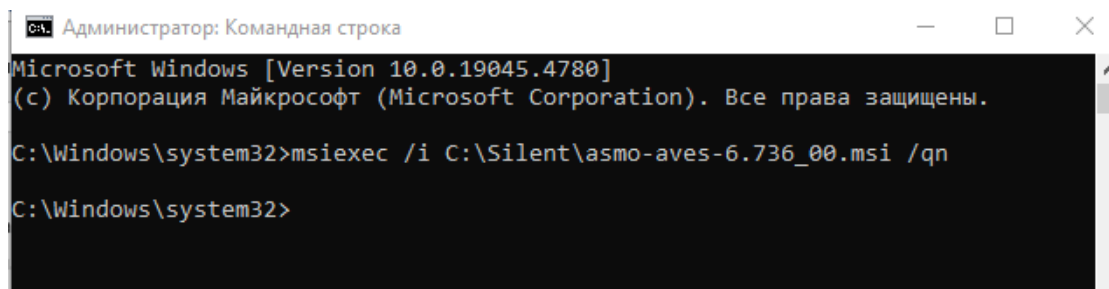 Администратор: Командная строка
Microsoft Windows [Version 10.0.19045.4780]
(c) Корпорация Майкрософт (Microsoft Corporation). Все права защищены.
C:\Windows\system32>msiexec /i C:\Silent\asmo-aves-6.736_00.msi /qn
C:\Windows\system32>